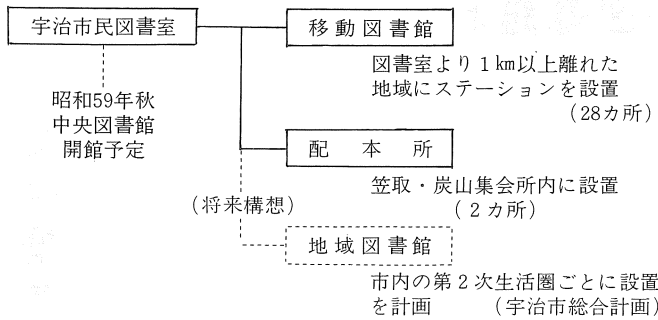 宇治市民図書室
昭和59年秋
中央図書館
開館予定
移動図書館
図書室より1㎞以上離れた
地域にステーションを設置
(28カ所)
配本所
笠取・炭山集会所内に設置
(2カ所)
(将来構想)
地域図書館
市内の第2次生活圏ごとに設置
を計画 (宇治市総合計画)